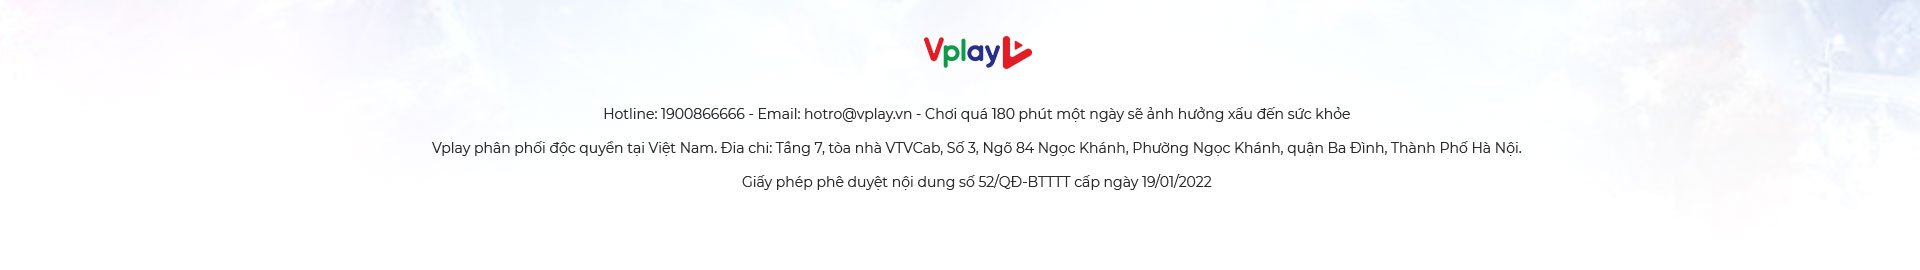 Vplay
Hotline: 1900866666 - Email: hotro@vplay.vn - Chơi quá 180 phút một ngày sẽ ảnh hưởng xấu đến sức khỏe
Vplay phân phối độc quyền tại Việt Nam. Đia chi: Tầng 7, tòa nhà VTVCab, Số 3, Ngõ 84 Ngọc Khánh, Phường Ngọc Khánh, quận Ba Đình, Thành Phố Hà Nội.
Giấy phép phê duyệt nội dung số 52/QĐ-BTTTT cấp ngày 19/01/2022